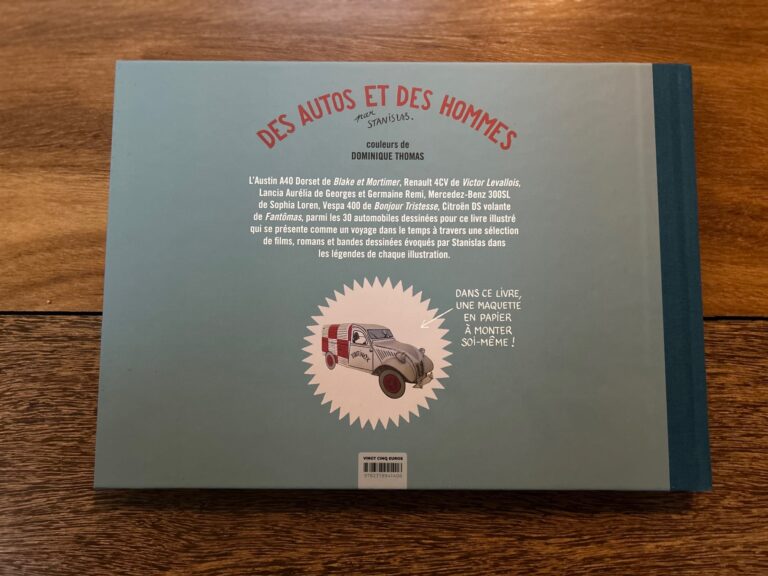 DES AUTOS ET DES HOMMES
par
STANISLAS.
couleurs de
DOMINIQUE THOMAS
L'Austin A40 Dorset de Blake et Mortimer, Renault 4CV de Victor Levallois,
Lancia Aurélia de Georges et Germaine Remi, Mercedes-Benz 300SL
de Sophia Loren, Vespa 400 de Bonjour Tristesse, Citroën DS volante
de Fantômas, parmi les 30 automobiles dessinées pour ce livre illustré
qui se présente comme un voyage dans le temps à travers une sélection
de films, romans et bandes dessinées évoqués par Stanislas dans
les légendes de chaque illustration.
DANS CE LIVRE,
UNE MAQUETTE
EN PAPIER
À MONTER
SOI-MÊME !
VINGT CINQ EUROS